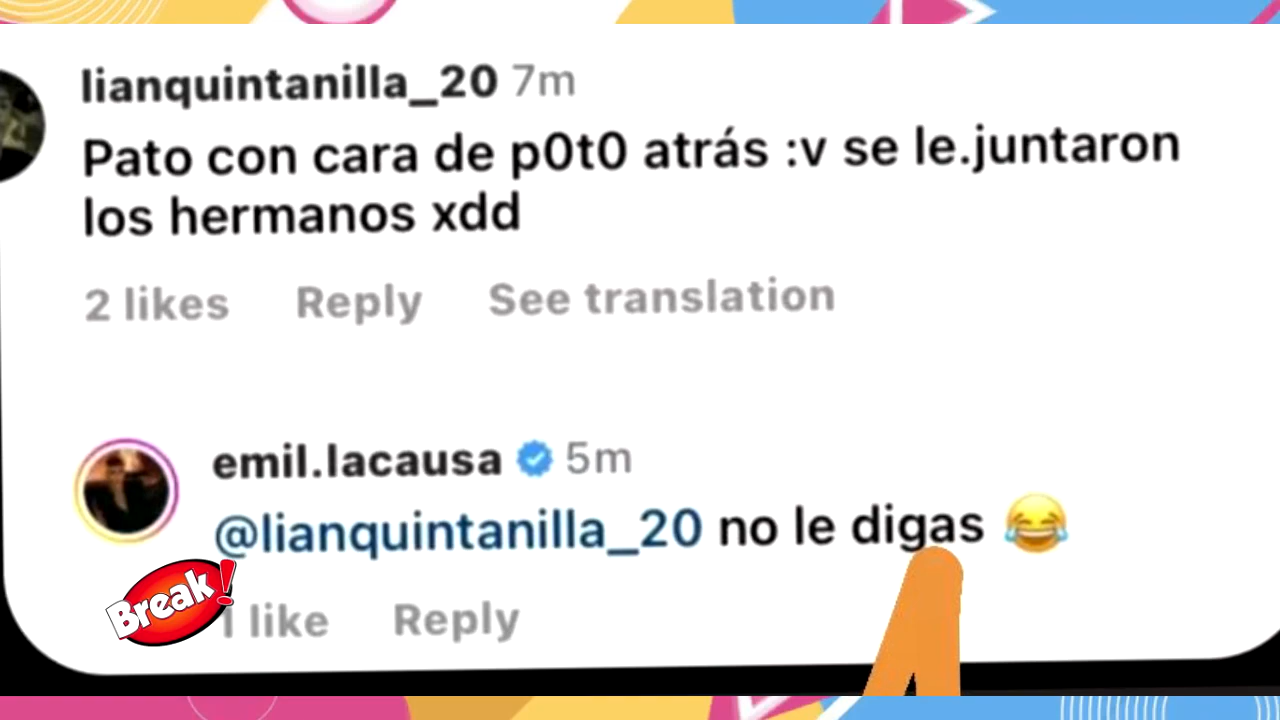 lianquintanilla_20 7m
Pato con cara de p0t0 atrás :v se le.juntaron
los hermanos xdd
2 likes Reply See translation
emil.lacausa 5m
@lianquintanilla_20 no le digas 😂
Break!
1 like Reply